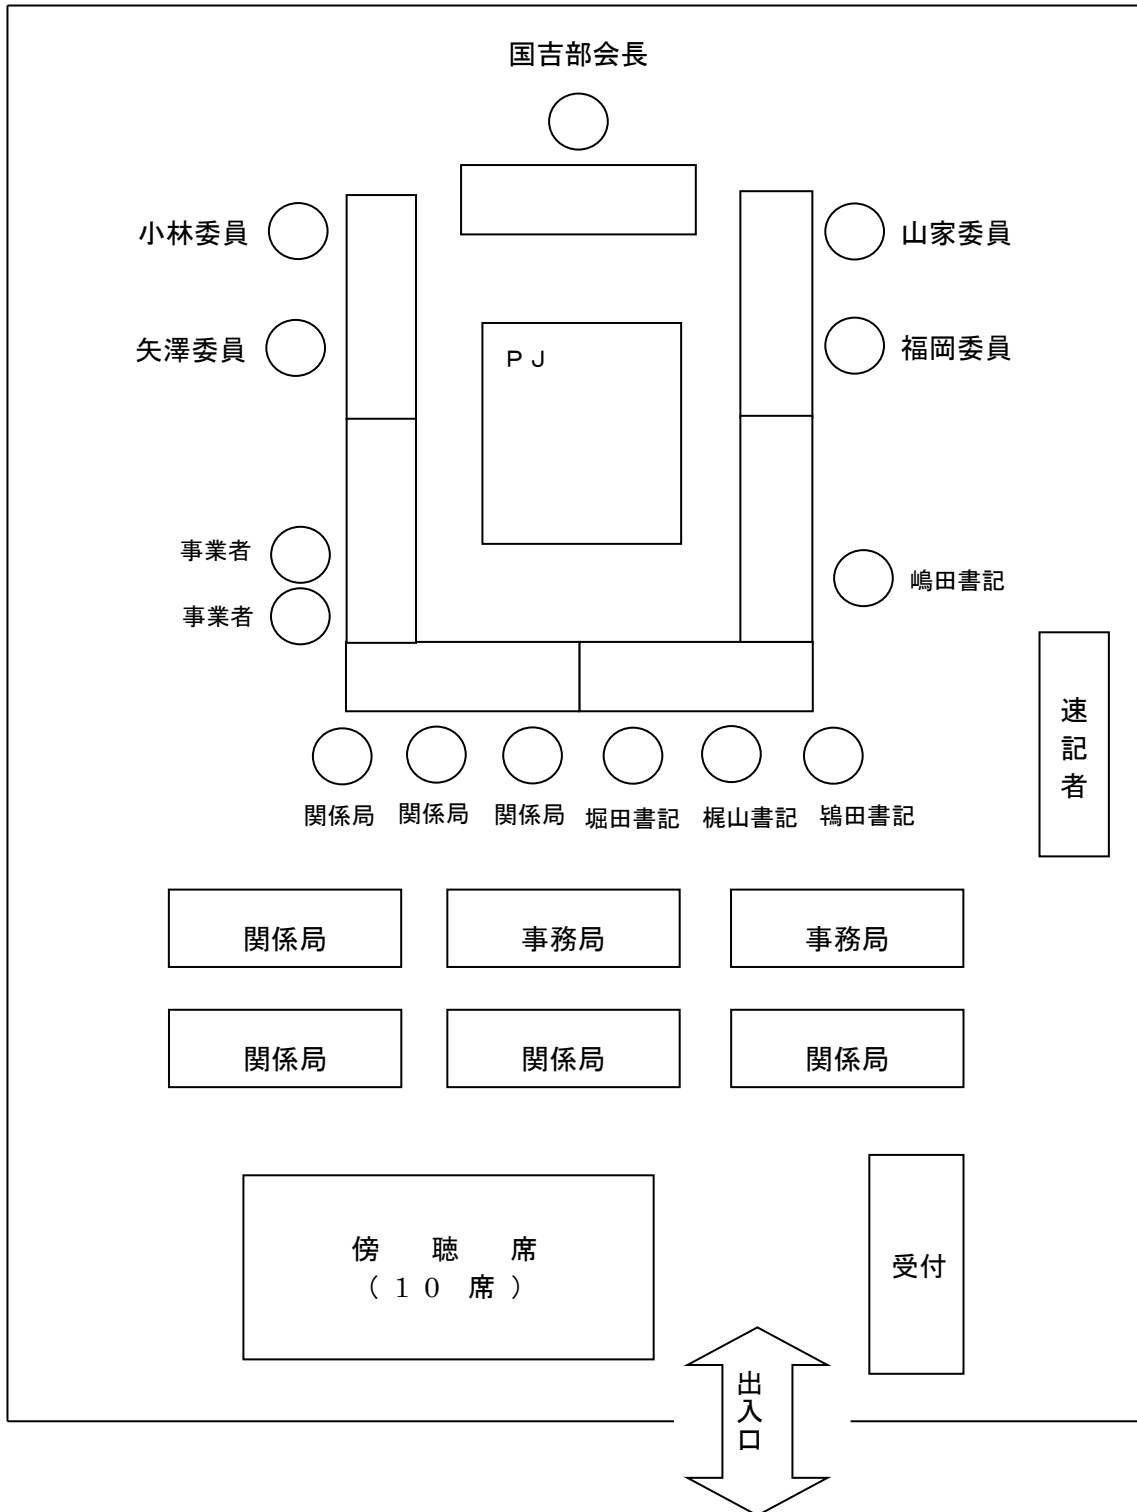 国吉部会長
小林委員
山家委員
矢澤委員
福岡委員
ＰＪ
事業者
嶋田書記
事業者
速記者
関係局
関係局
関係局
堀田書記
梶山書記
鴇田書記
関係局
事務局
事務局
関係局
関係局
関係局
傍　聴　席
（１０　席）
受付
出入口